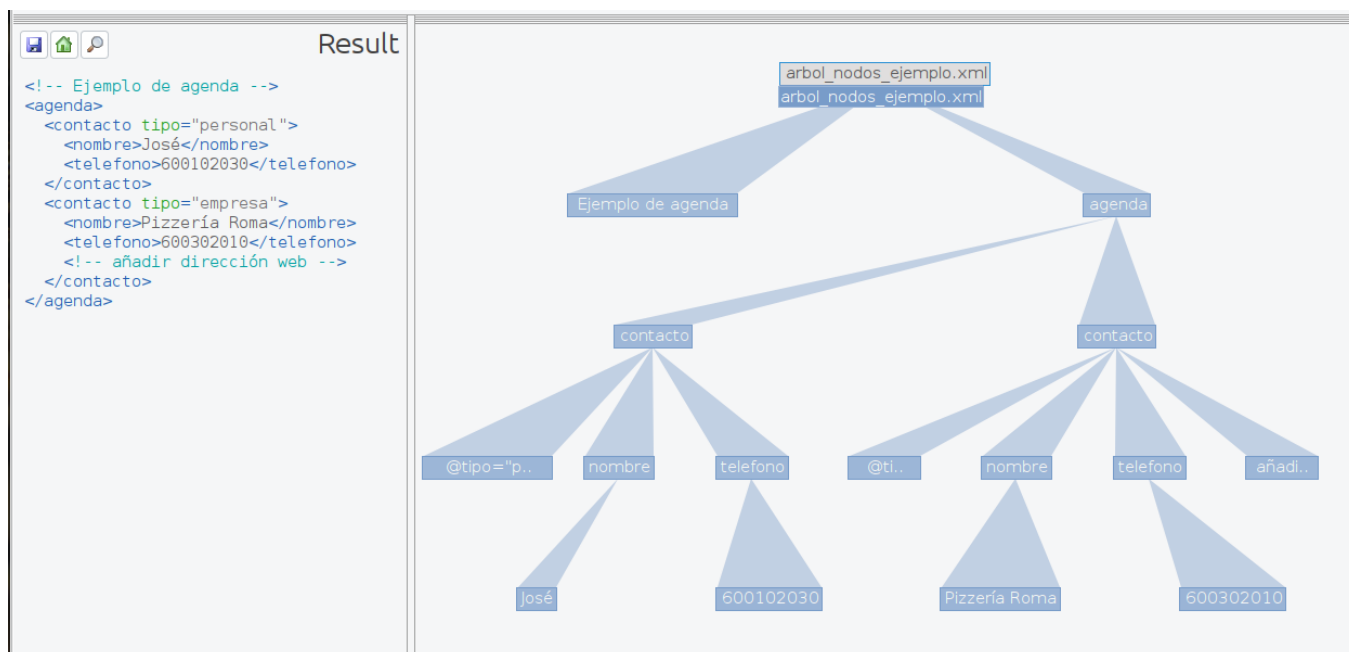 Result
<!-- Ejemplo de agenda -->
<agenda>
<contacto tipo="personal">
<nombre>José</nombre>
<telefono>600102030</telefono>
</contacto>
<contacto tipo="empresa">
<nombre>Pizzería Roma</nombre>
<telefono>600302010</telefono>
<!-- añadir dirección web -->
</contacto>
</agenda>
arbol_nodos_ejemplo.xml
arbol_nodos_ejemplo.xml
Ejemplo de agenda agenda
contacto contacto
@tipo="p.. nombre telefono @ti.. nombre telefono añadi..
José 600102030 Pizzería Roma 600302010